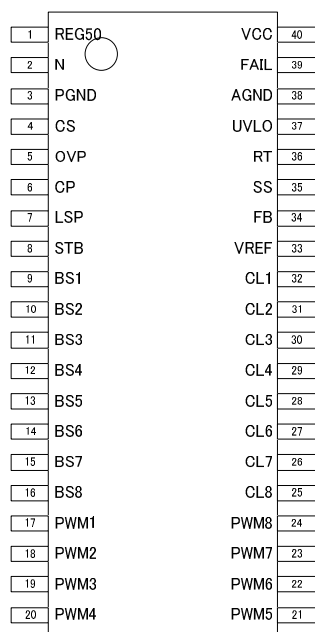 1 REG50 VCC 40
2 N FAIL 39
3 PGND AGND 38
4 CS UVLO 37
5 OVP RT 36
6 CP SS 35
7 LSP FB 34
8 STB VREF 33
9 BS1 CL1 32
10 BS2 CL2 31
11 BS3 CL3 30
12 BS4 CL4 29
13 BS5 CL5 28
14 BS6 CL6 27
15 BS7 CL7 26
16 BS8 CL8 25
17 PWM1 PWM8 24
18 PWM2 PWM7 23
19 PWM3 PWM6 22
20 PWM4 PWM5 21